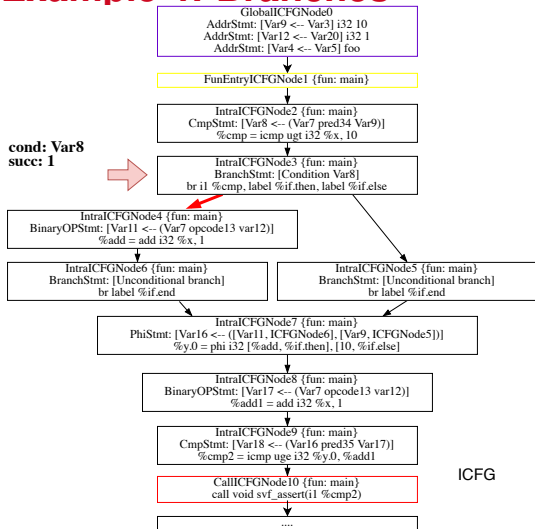 Example 4: Branches
GlobalICFGNode0
AddrStmt: [Var9 <-- Var3] i32 10
AddrStmt: [Var12 <-- Var20] i32 1
AddrStmt: [Var4 <-- Var5] foo
FunEntryICFGNode1 {fun: main}
IntraICFGNode2 {fun: main}
CmpStmt: [Var8 <-- (Var7 pred34 Var9)]
%cmp = icmp ugt i32 %x, 10
cond: Var8
succ: 1
IntraICFGNode3 {fun: main}
BranchStmt: [Condition Var8]
br i1 %cmp, label %if.then, label %if.else
IntraICFGNode4 {fun: main}
BinaryOPStmt: [Var11 <-- (Var7 opcode13 var12)]
%add = add i32 %x, 1
IntraICFGNode6 {fun: main}
BranchStmt: [Unconditional branch]
br label %if.end
IntraICFGNode5 {fun: main}
BranchStmt: [Unconditional branch]
br label %if.end
IntraICFGNode7 {fun: main}
PhiStmt: [Var16 <-- ([Var11, ICFGNode6], [Var9, ICFGNode5])]
%y.0 = phi i32 [%add, %if.then], [10, %if.else]
IntraICFGNode8 {fun: main}
BinaryOPStmt: [Var17 <-- (Var7 opcode13 var12)]
%add1 = add i32 %x, 1
IntraICFGNode9 {fun: main}
CmpStmt: [Var18 <-- (Var16 pred35 Var17)]
%cmp2 = icmp uge i32 %y.0, %add1
CallICFGNode10 {fun: main}
call void svf_assert(i1 %cmp2)
ICFG
....